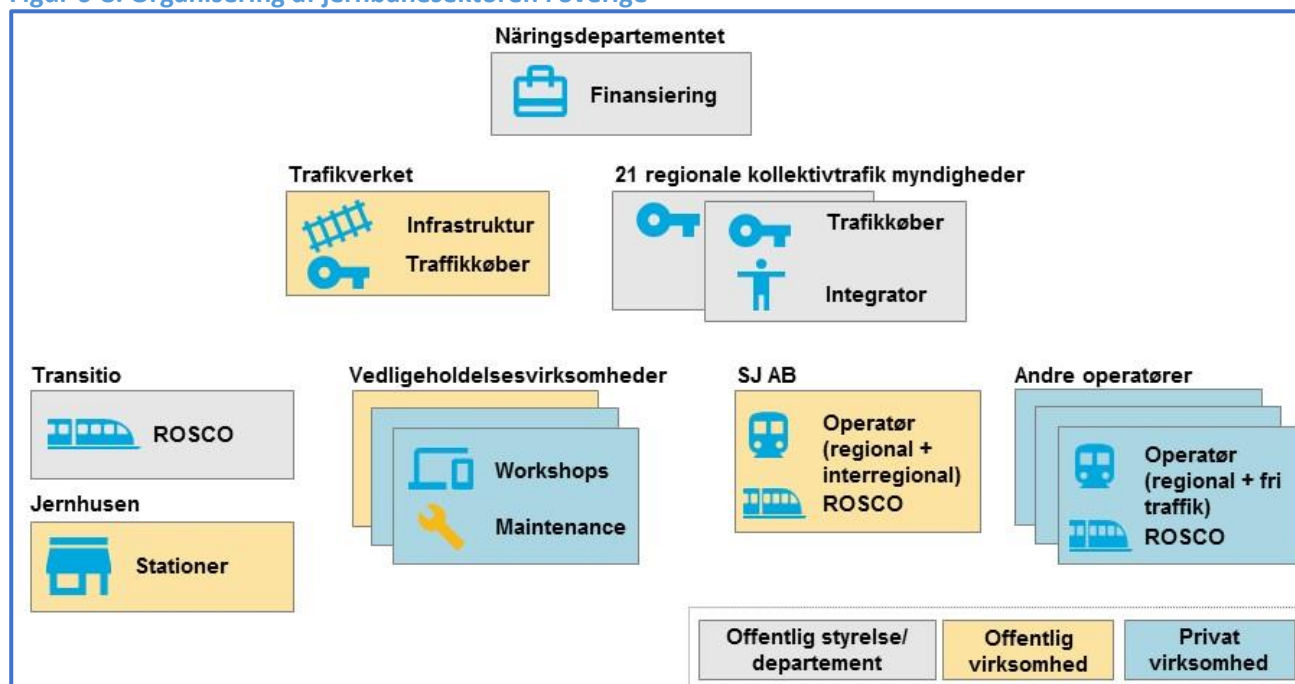 Näringsdepartementet
Finansiering
Trafikverket
Infrastruktur
Traffikkøber
21 regionale kollektivtrafik myndigheder
Trafikkøber
Integrator
Transitio
ROSCO
Jernhusen
Stationer
Vedligeholdelsesvirksomheder
Workshops
Maintenance
SJ AB
Operatør
(regional +
interregional)
ROSCO
Andre operatører
Operatør
(regional + fri
traffik)
ROSCO
Offentlig styrelse/
departement
Offentlig
virksomhed
Privat
virksomhed